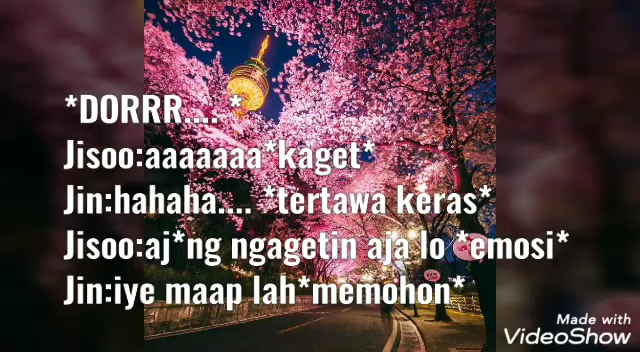 *DORRR.... *
Jisoo:aaaaaaa*kaget*
Jin:hahaha.... *tertawa keras*
Jisoo:aj*ng ngagetin aja lo *emosi*
Jin:iye maap lah*memohon*
Made with
VideoShow